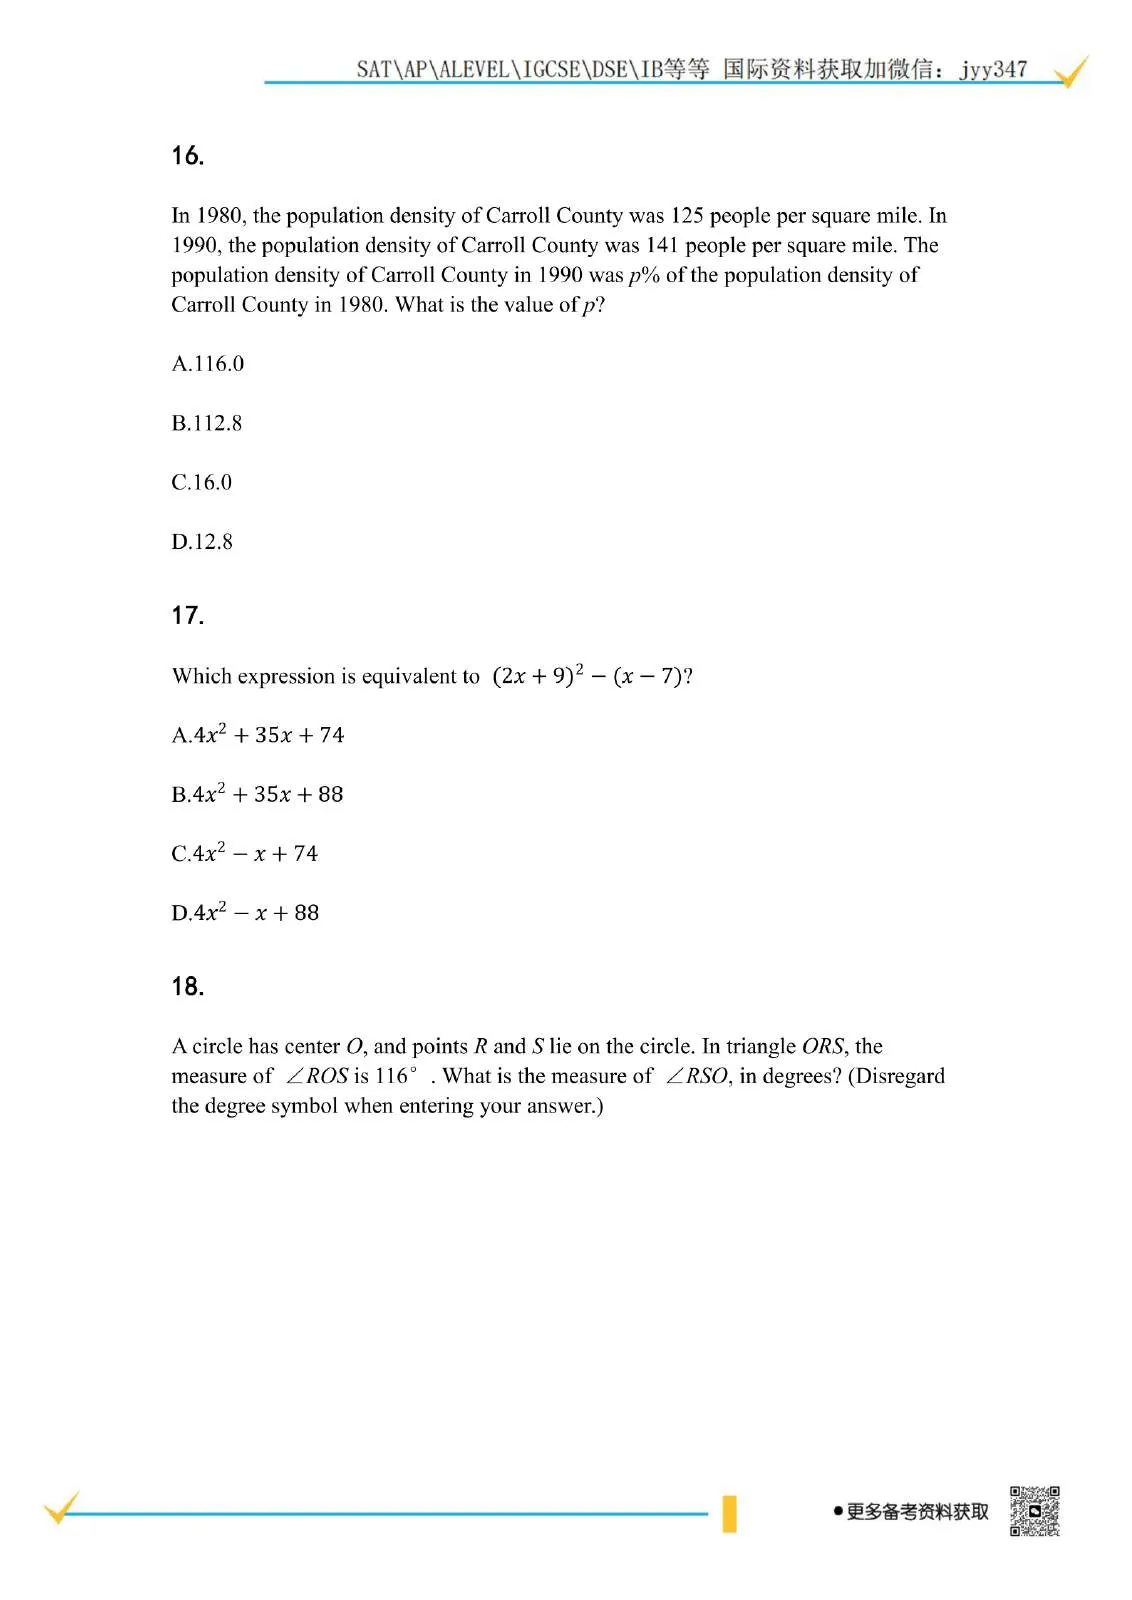 SAT\AP\ALEVEL\IGCSE\DSE\IB等等 国际资料获取加微信：jyy347
16.
In 1980, the population density of Carroll County was 125 people per square mile. In
1990, the population density of Carroll County was 141 people per square mile. The
population density of Carroll County in 1990 was p% of the population density of
Carroll County in 1980. What is the value of p?
A.116.0
B.112.8
C.16.0
D.12.8
17.
Which expression is equivalent to (2x + 9)² − (x − 7)?
A.4x² + 35x + 74
B.4x² + 35x + 88
C.4x² − x + 74
D.4x² − x + 88
18.
A circle has center O, and points R and S lie on the circle. In triangle ORS, the
measure of ∠ROS is 116° . What is the measure of ∠RSO, in degrees? (Disregard
the degree symbol when entering your answer.)
●更多备考资料获取